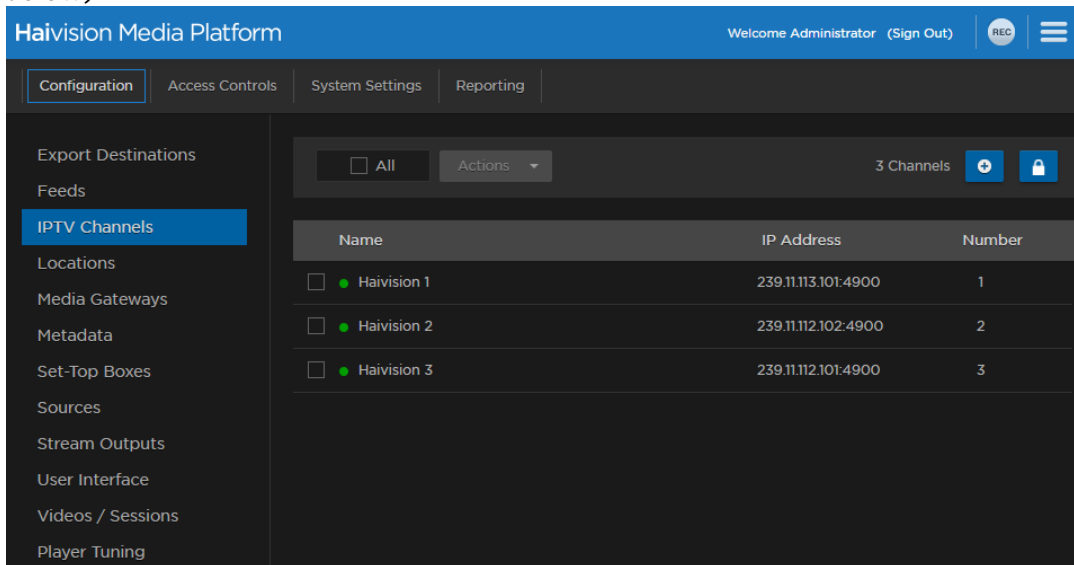 Haivision Media Platform
Welcome Administrator (Sign Out)
REC
Configuration
Access Controls
System Settings
Reporting
Export Destinations
Feeds
IPTV Channels
Locations
Media Gateways
Metadata
Set-Top Boxes
Sources
Stream Outputs
User Interface
Videos / Sessions
Player Tuning
All
Actions
3 Channels
Name IP Address Number
Haivision 1 239.11.113.101:4900 1
Haivision 2 239.11.112.102:4900 2
Haivision 3 239.11.112.101:4900 3